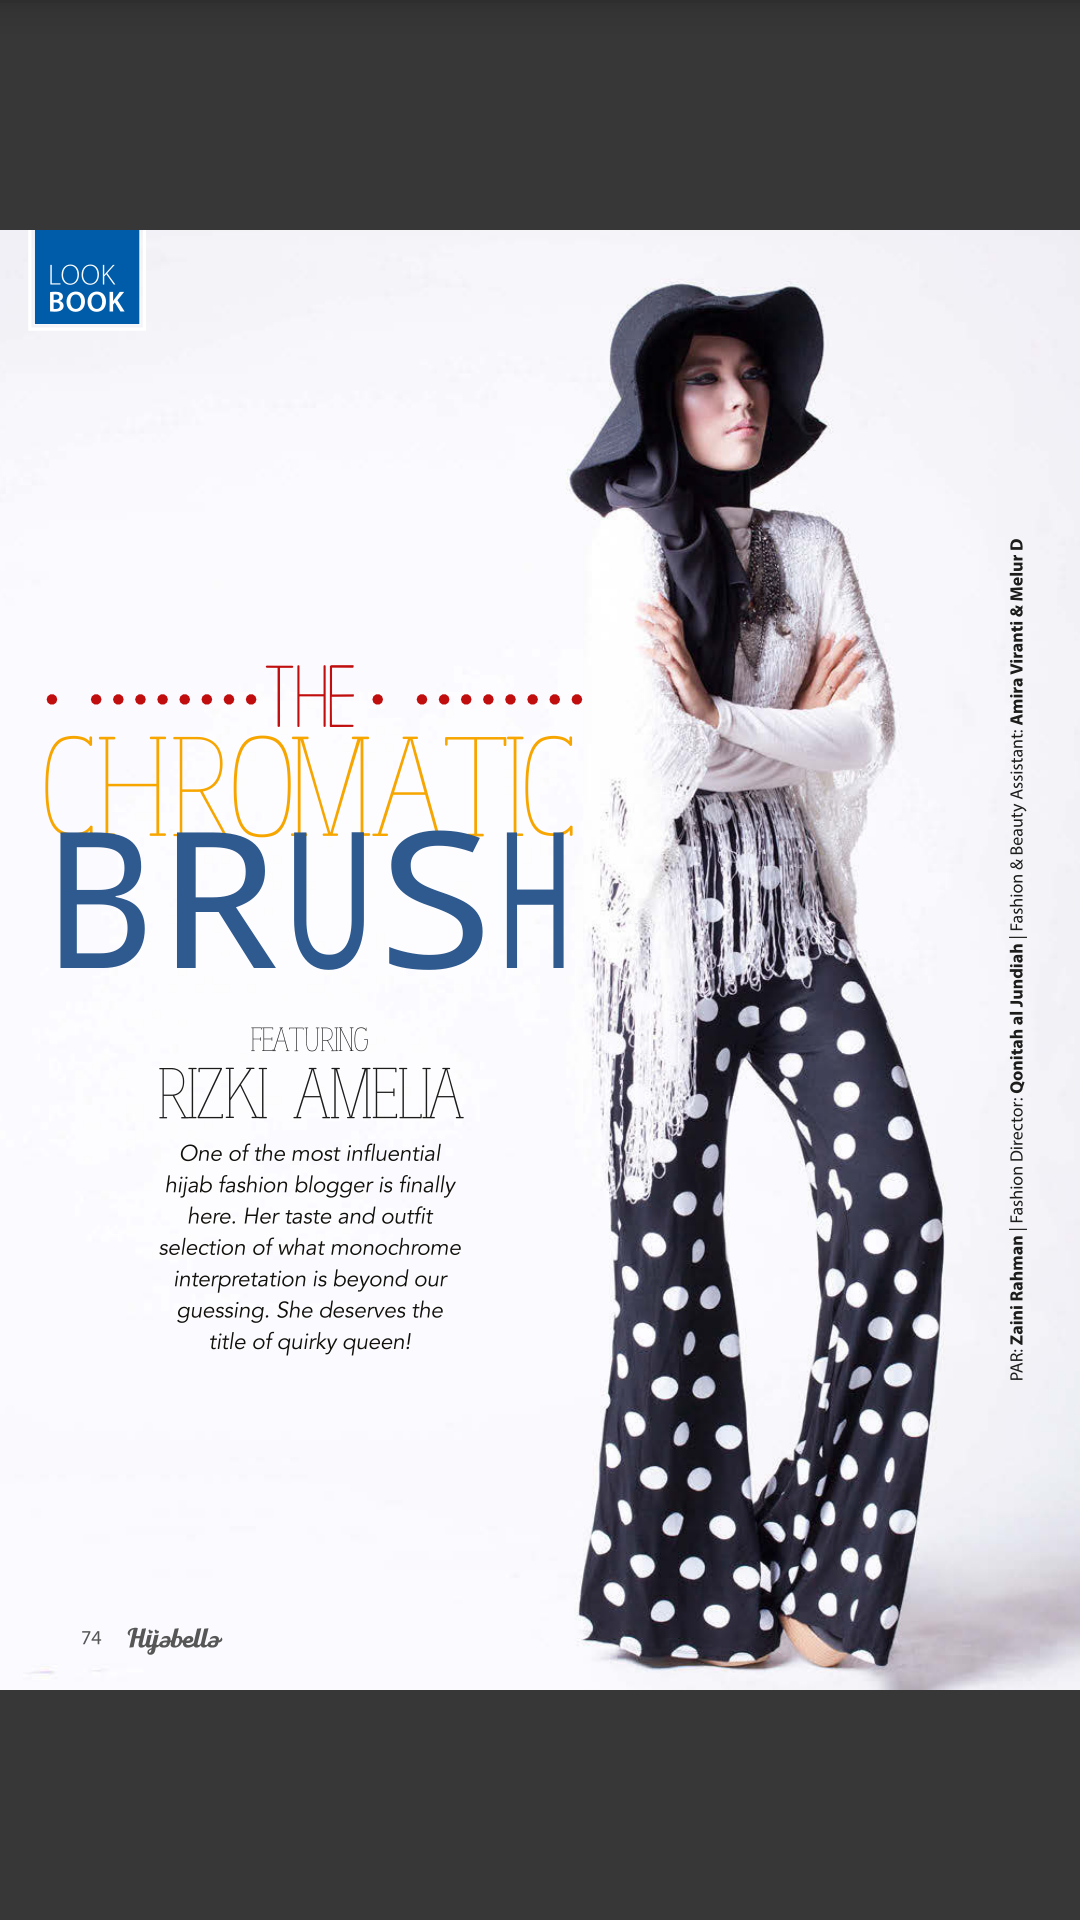 LOOK
BOOK
THE
CHROMATIC
BRUSH
FEATURING
RIZKI AMELIA
One of the most influential
hijab fashion blogger is finally
here. Her taste and outfit
selection of what monochrome
interpretation is beyond our
guessing. She deserves the
title of quirky queen!
PAR: Zaini Rahman | Fashion Director: Qonitah al Jundiah | Fashion & Beauty Assistant: Amira Viranti & Melur D
74 Hijabella